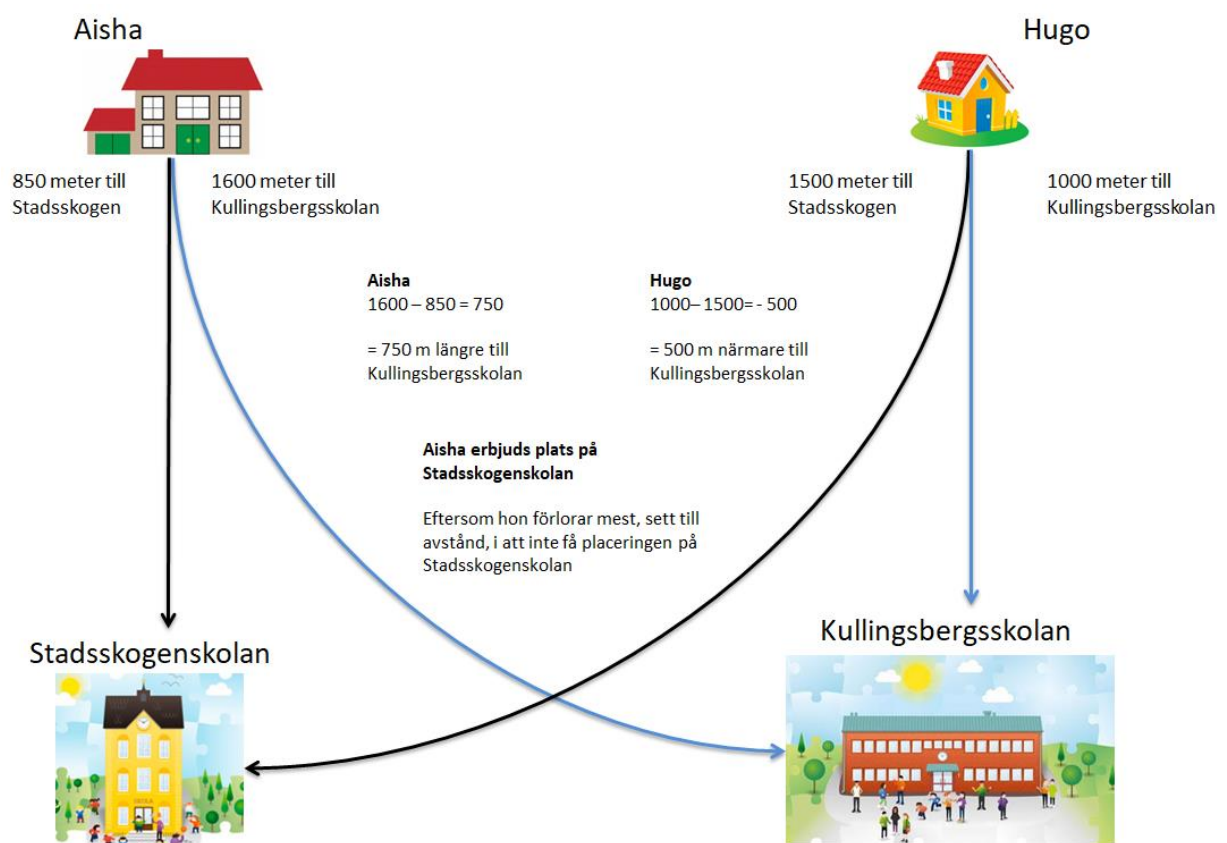 Aisha
Hugo
850 meter till
Stadsskogen
1600 meter till
Kullingsbergsskolan
1500 meter till
Stadsskogen
1000 meter till
Kullingsbergsskolan
Aisha
1600 – 850 = 750
= 750 m längre till
Kullingsbergsskolan
Hugo
1000– 1500= - 500
= 500 m närmare till
Kullingsbergsskolan
Aisha erbjuds plats på
Stadsskogenskolan
Eftersom hon förlorar mest, sett till
avstånd, i att inte få placeringen på
Stadsskogenskolan
Stadsskogenskolan
Kullingsbergsskolan
SKOLA